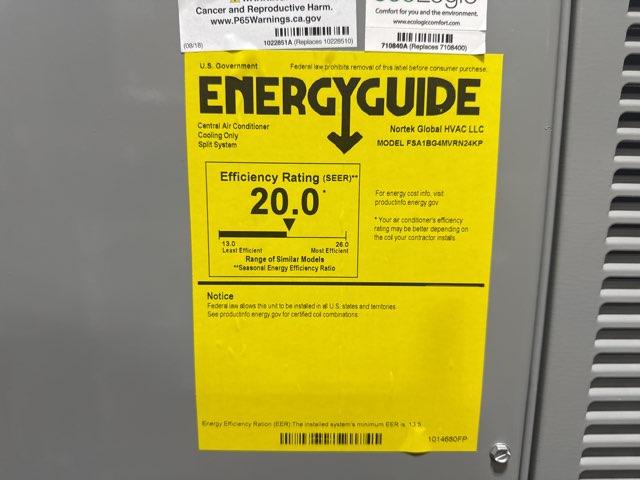 Cancer and Reproductive Harm.
www.P65Warnings.ca.gov
(08/18)
1022851A (Replaces 10228510)
Comfort for you and the environment.
www.ecologiccomfort.com
710840A (Replaces 7108400)
U.S. Government
Federal law prohibits removal of this label before consumer purchase.
ENERGYGUIDE
Central Air Conditioner
Cooling Only
Split System
Nortek Global HVAC LLC
MODEL FSA1BG4MVRN24KP
Efficiency Rating (SEER)**
20.0*
13.0
26.0
Least Efficient
Most Efficient
Range of Similar Models
**Seasonal Energy Efficiency Ratio
For energy cost info, visit
productinfo.energy.gov
* Your air conditioner's efficiency
rating may be better depending on
the coil your contractor installs.
Notice
Federal law allows this unit to be installed in all U.S. states and territories.
See productinfo.energy.gov for certified coil combinations.
Energy Efficiency Ration (EER):The installed system's minimum EER is
1014680FP